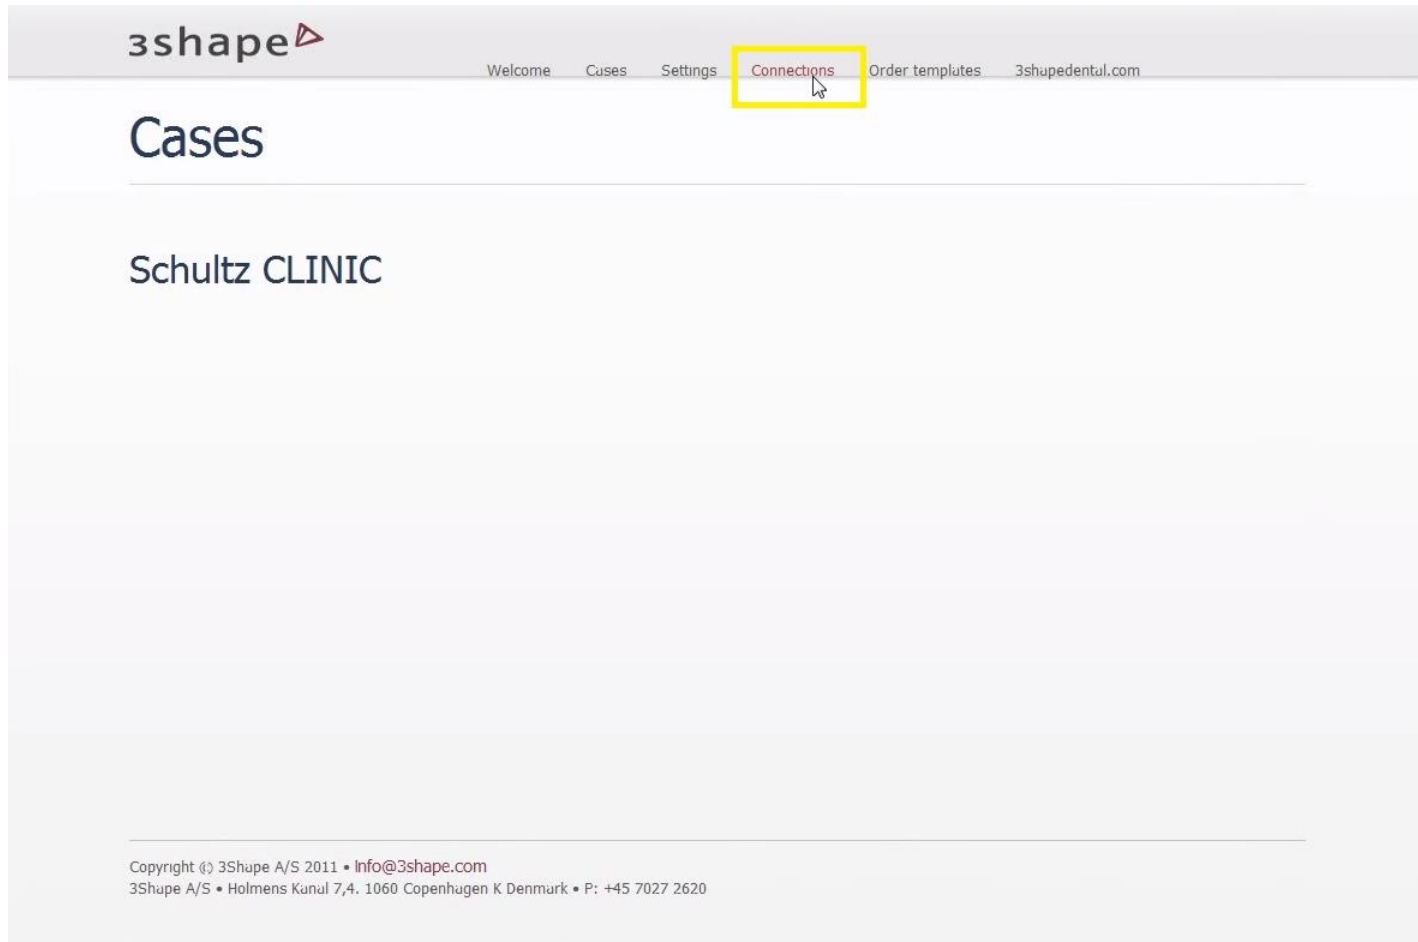 3shape
Welcome Cases Settings Connections Order templates 3shapedental.com
Cases
Schultz CLINIC
Copyright © 3Shape A/S 2011 • Info@3shape.com
3Shape A/S • Holmens Kanal 7,4. 1060 Copenhagen K Denmark • P: +45 7027 2620